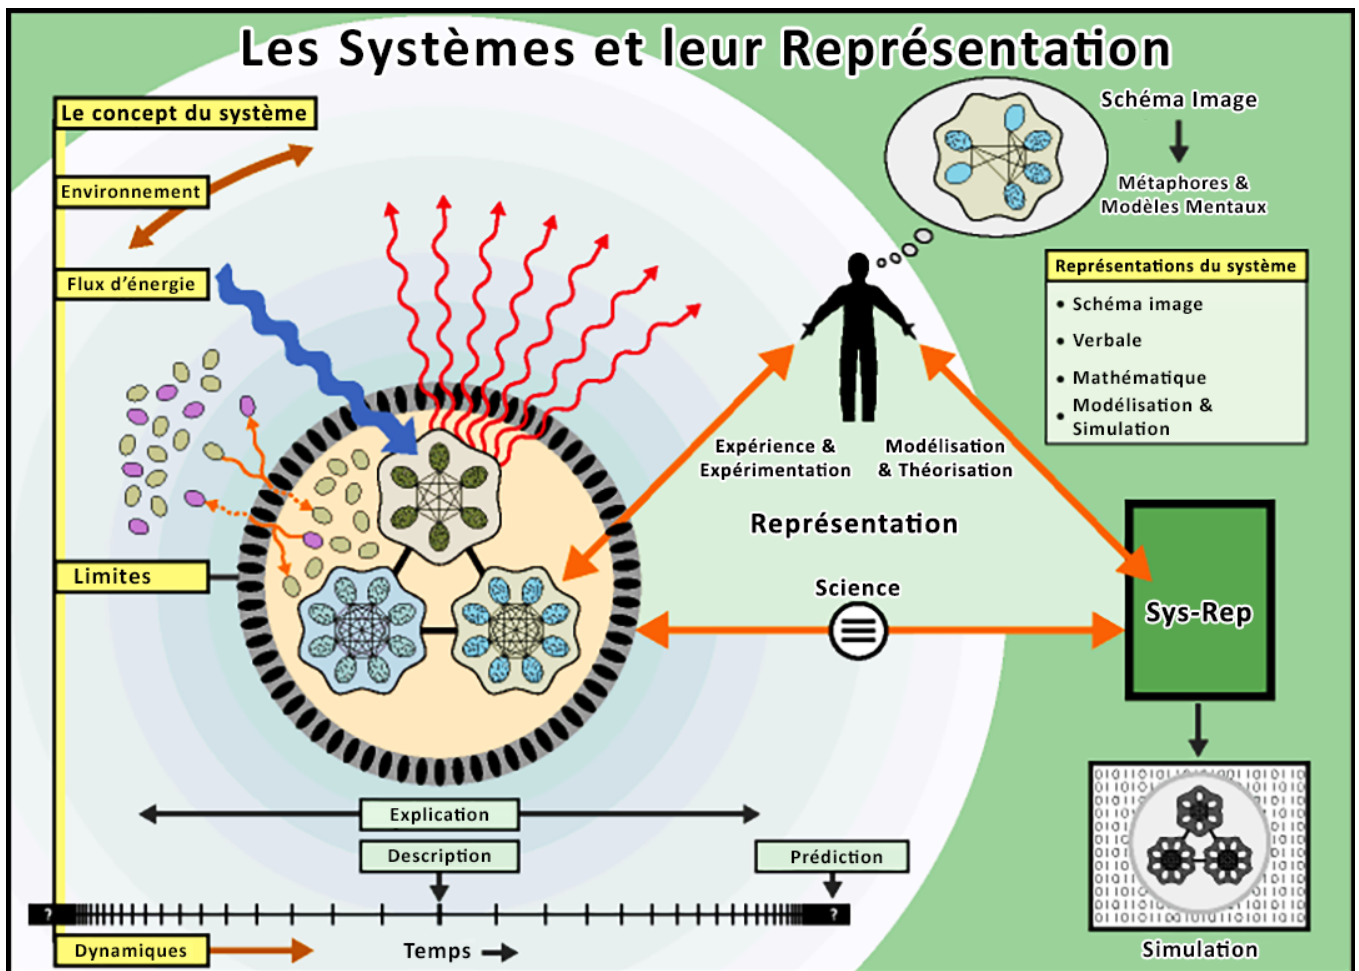 Les Systèmes et leur Représentation
Le concept du système
Environnement
Flux d'énergie
Limites
Schéma Image
Métaphores &
Modèles Mentaux
Représentations du système
• Schéma image
• Verbale
• Mathématique
• Modélisation &
Simulation
Expérience &
Expérimentation
Modélisation
& Théorisation
Représentation
Science
Sys-Rep
Explication
Description
Prédiction
?
?
Dynamiques
Temps
Simulation